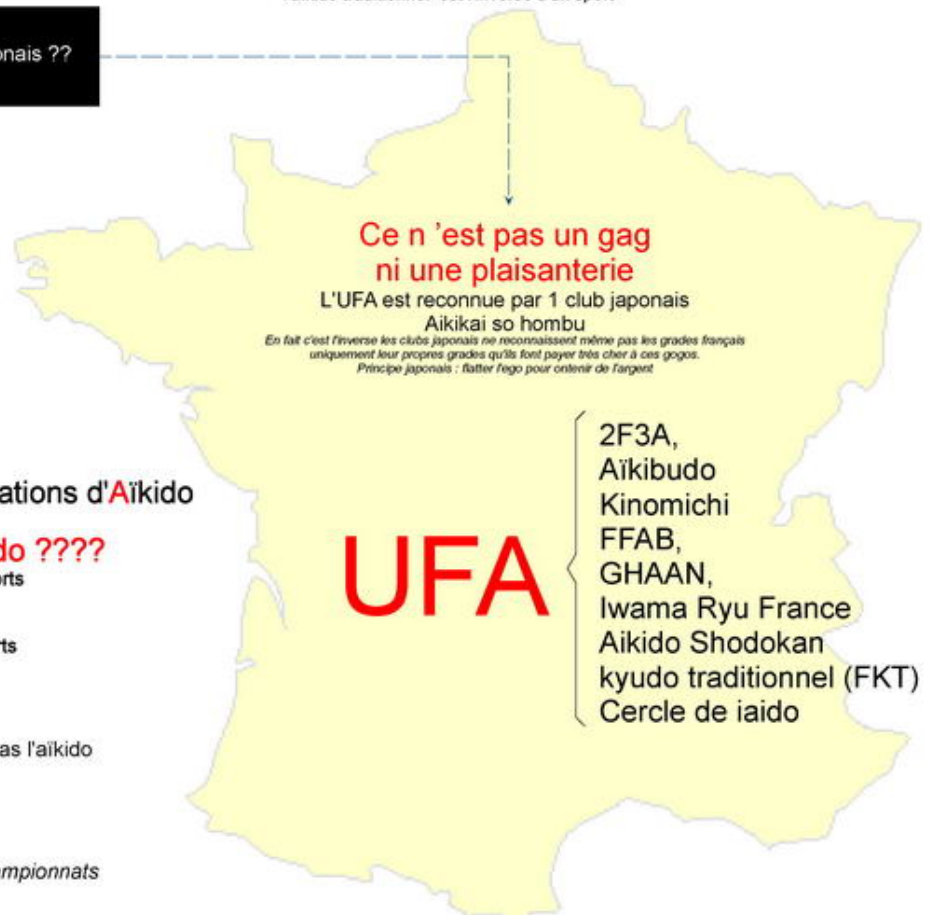 onais ??
Ce n 'est pas un gag
ni une plaisanterie
L'UFA est reconnue par 1 club japonais
Aikikai so hombu
En fait c'est l'inverse les clubs japonais ne reconnaissent même pas les grades français
uniquement leur propres grades qu'ils font payer très cher à ces gogos.
Principe japonais : flatter l'ego pour ontenir de l'argent
ations d'Aïkido
do ????
rts
rts
as l'aïkido
ampionnats
UFA
2F3A,
Aïkibudo
Kinomichi
FFAB,
GHAAN,
Iwama Ryu France
Aikido Shodokan
kyudo traditionnel (FKT)
Cercle de iaido